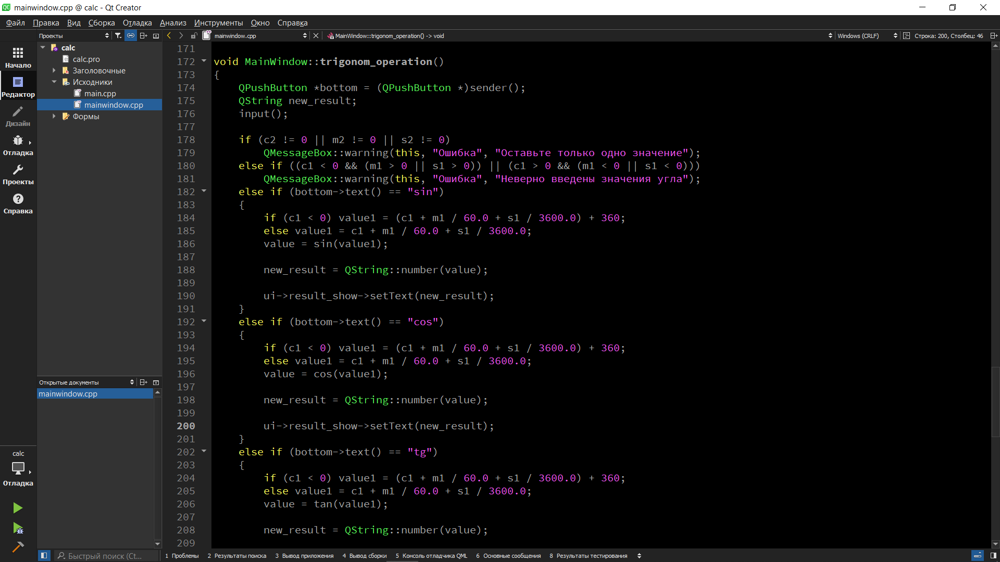 mainwindow.cpp @ calc - Qt Creator
Файл Правка Вид Сборка Отладка Анализ Инструменты Окно Справка
Проекты
mainwindow.cpp
MainWindow::trigonom_operation() -> void
Windows (CRLF)
Строка: 200, Столбец: 46
Начало
Редактор
Дизайн
Отладка
Проекты
Справка
calc
calc.pro
Заголовочные
Исходники
main.cpp
mainwindow.cpp
Формы
Открытые документы
mainwindow.cpp
calc
Отладка
171
172 void MainWindow::trigonom_operation()
173 {
174 QPushButton *bottom = (QPushButton *)sender();
175 QString new_result;
176 input();
177
178 if (c2 != 0 || m2 != 0 || s2 != 0)
179 QMessageBox::warning(this, "Ошибка", "Оставьте только одно значение");
180 else if ((c1 < 0 && (m1 > 0 || s1 > 0)) || (c1 > 0 && (m1 < 0 || s1 < 0)))
181 QMessageBox::warning(this, "Ошибка", "Неверно введены значения угла");
182 else if (bottom->text() == "sin")
183 {
184 if (c1 < 0) value1 = (c1 + m1 / 60.0 + s1 / 3600.0) + 360;
185 else value1 = c1 + m1 / 60.0 + s1 / 3600.0;
186 value = sin(value1);
187
188 new_result = QString::number(value);
189
190 ui->result_show->setText(new_result);
191 }
192 else if (bottom->text() == "cos")
193 {
194 if (c1 < 0) value1 = (c1 + m1 / 60.0 + s1 / 3600.0) + 360;
195 else value1 = c1 + m1 / 60.0 + s1 / 3600.0;
196 value = cos(value1);
197
198 new_result = QString::number(value);
199
200 ui->result_show->setText(new_result);
201 }
202 else if (bottom->text() == "tg")
203 {
204 if (c1 < 0) value1 = (c1 + m1 / 60.0 + s1 / 3600.0) + 360;
205 else value1 = c1 + m1 / 60.0 + s1 / 3600.0;
206 value = tan(value1);
207
208 new_result = QString::number(value);
209
Быстрый поиск (Ct...
1 Проблемы 2 Результаты поиска 3 Вывод приложения 4 Вывод сборки 5 Консоль отладчика QML 6 Основные сообщения 8 Результаты тестирования